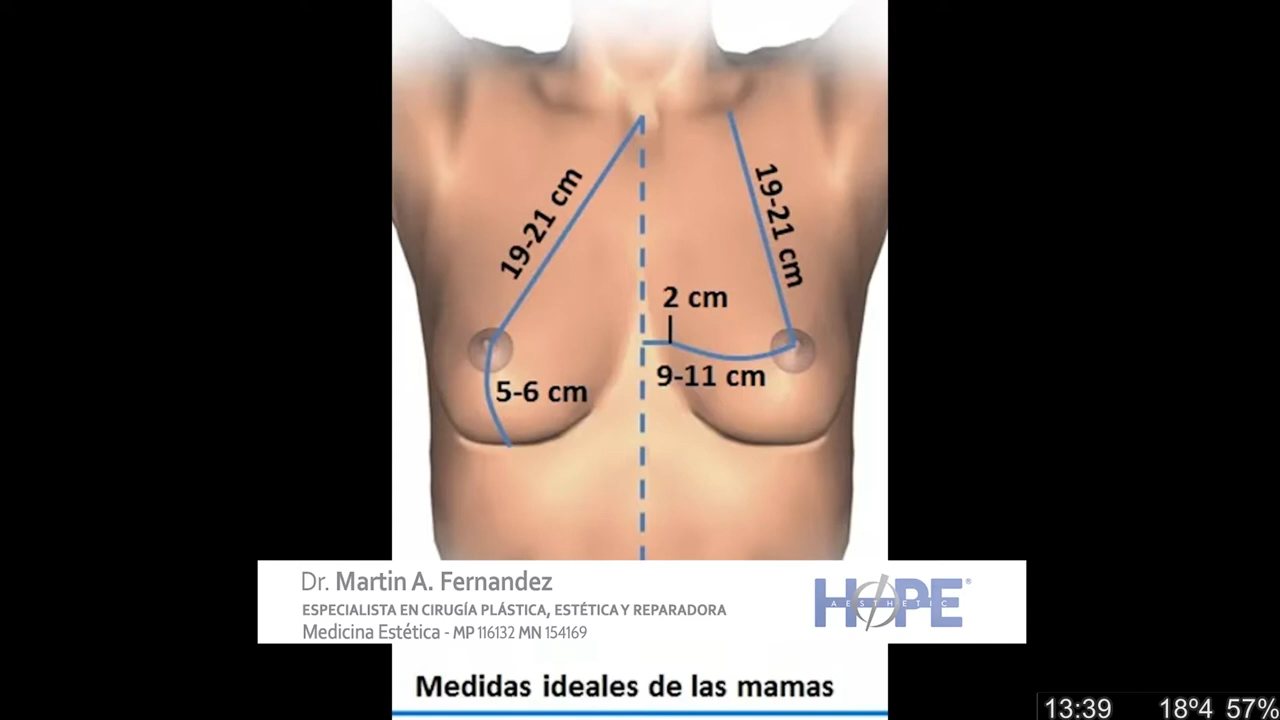 19-21 cm
19-21 cm
2 cm
9-11 cm
5-6 cm
Dr. Martin A. Fernandez
ESPECIALISTA EN CIRUGÍA PLÁSTICA, ESTÉTICA Y REPARADORA
Medicina Estética - MP 116132 MN 154169
HOPE®
AESTHETIC
Medidas ideales de las mamas
13:39 18º4 57%